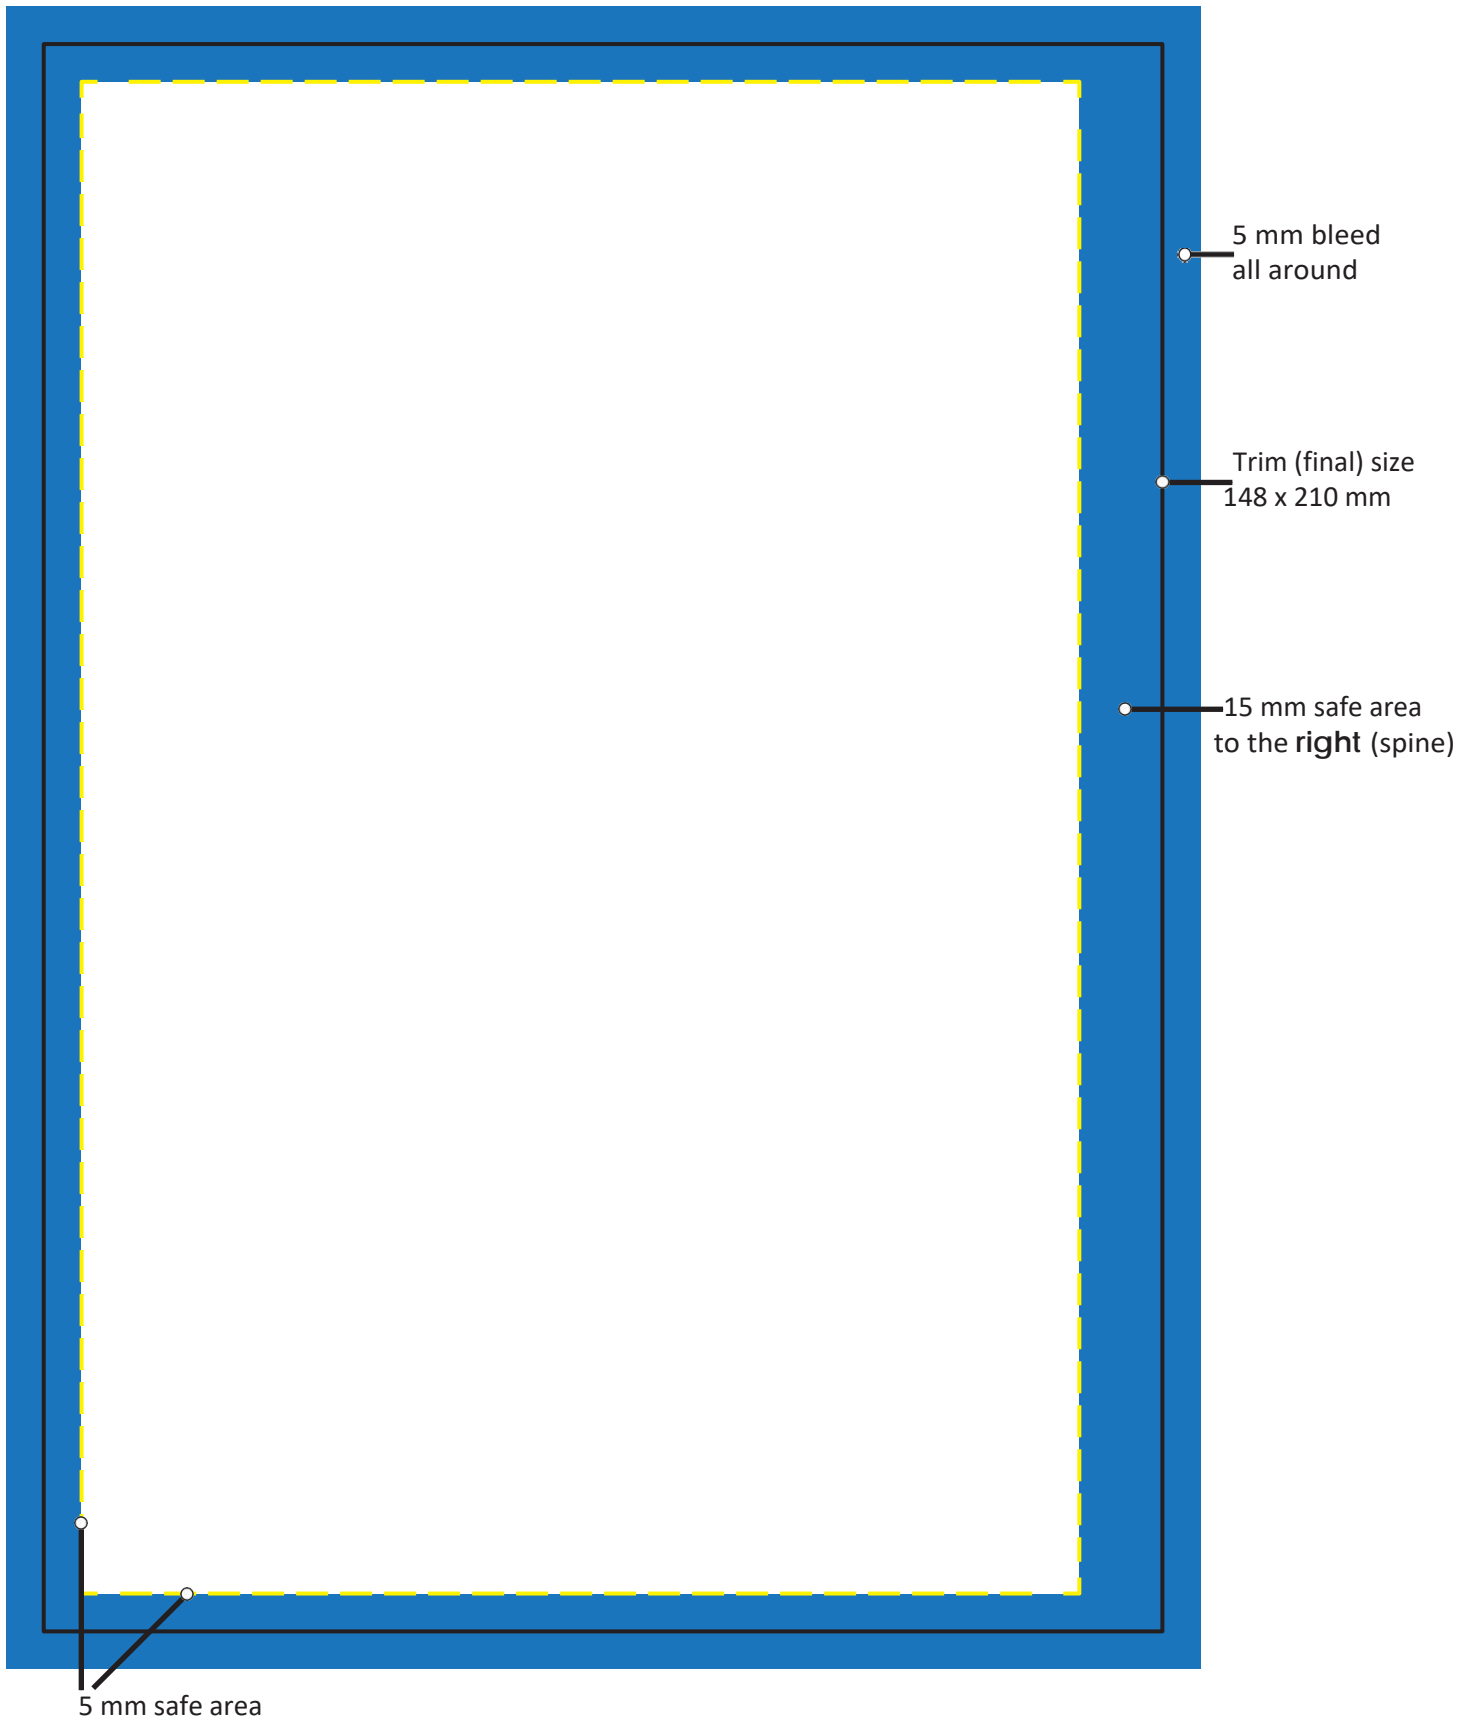 5 mm bleed
all around
Trim (final) size
148 x 210 mm
15 mm safe area
to the right (spine)
5 mm safe area